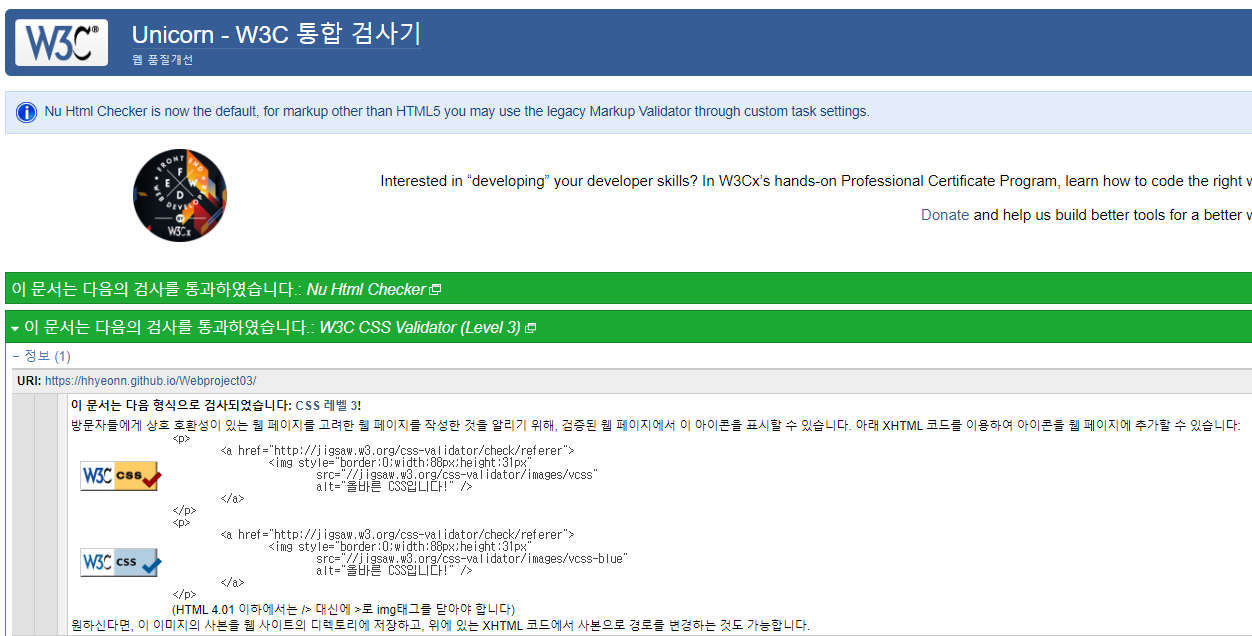 W3C®
Unicorn - W3C 통합 검사기
웹 품질개선
Nu Html Checker is now the default, for markup other than HTML5 you may use the legacy Markup Validator through custom task settings.
FRONT END
F
E W
D
WEB DEVELOPER
W3Cx
Interested in “developing” your developer skills? In W3Cx’s hands-on Professional Certificate Program, learn how to code the right w
Donate and help us build better tools for a better w
이 문서는 다음의 검사를 통과하였습니다.: Nu Html Checker
이 문서는 다음의 검사를 통과하였습니다.: W3C CSS Validator (Level 3)
− 정보 (1)
URI: https://hhyeonn.github.io/Webproject03/
이 문서는 다음 형식으로 검사되었습니다: CSS 레벨 3!
방문자들에게 상호 호환성이 있는 웹 페이지를 고려한 웹 페이지를 작성한 것을 알리기 위해, 검증된 웹 페이지에서 이 아이콘을 표시할 수 있습니다. 아래 XHTML 코드를 이용하여 아이콘을 웹 페이지에 추가할 수 있습니다:
W3C css
<p>
<a href="http://jigsaw.w3.org/css-validator/check/referer">
<img style="border:0;width:88px;height:31px"
src="//jigsaw.w3.org/css-validator/images/vcss"
alt="올바른 CSS입니다!" />
</a>
</p>
W3C css
<p>
<a href="http://jigsaw.w3.org/css-validator/check/referer">
<img style="border:0;width:88px;height:31px"
src="//jigsaw.w3.org/css-validator/images/vcss-blue"
alt="올바른 CSS입니다!" />
</a>
</p>
(HTML 4.01 이하에서는 /> 대신에 >로 img태그를 닫아야 합니다)
원하신다면, 이 이미지의 사본을 웹 사이트의 디렉토리에 저장하고, 위에 있는 XHTML 코드에서 사본으로 경로를 변경하는 것도 가능합니다.